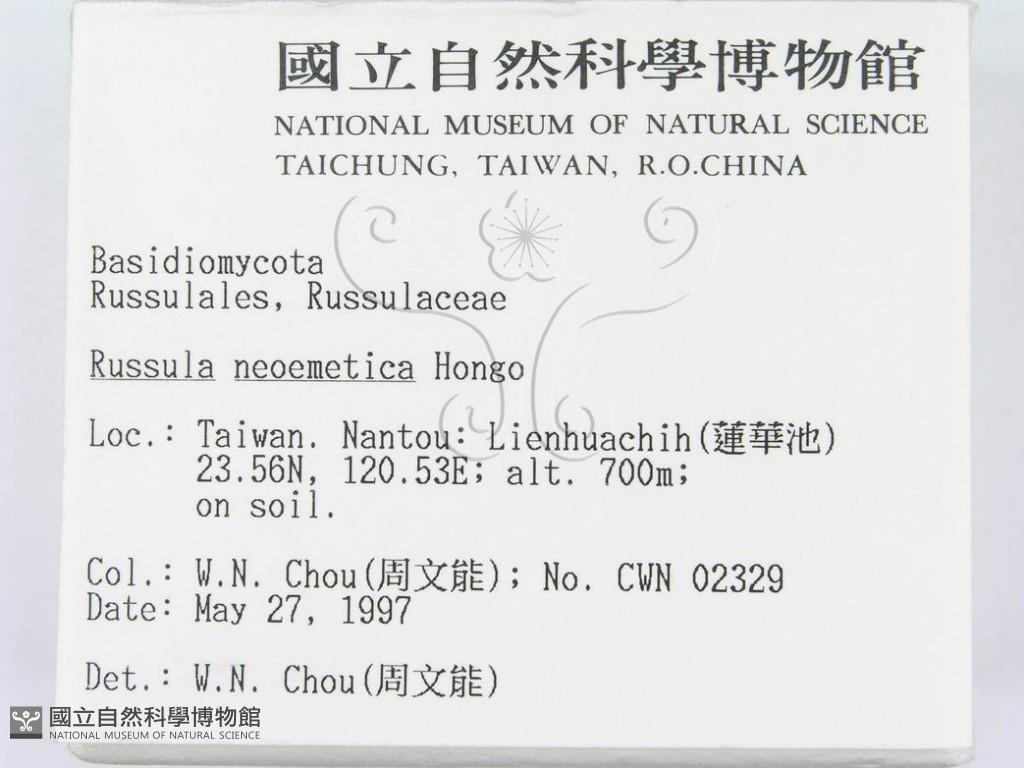 國立自然科學博物館
NATIONAL MUSEUM OF NATURAL SCIENCE
TAICHUNG, TAIWAN, R.O.CHINA
Basidiomycota
Russulales, Russulaceae
Russula neoemetica Hongo
Loc.: Taiwan. Nantou: Lienhuachih(蓮華池)
23.56N, 120.53E; alt. 700m;
on soil.
Col.: W.N. Chou(周文能); No. CWN 02329
Date: May 27, 1997
Det.: W.N. Chou(周文能)
國立自然科學博物館
NATIONAL MUSEUM OF NATURAL SCIENCE